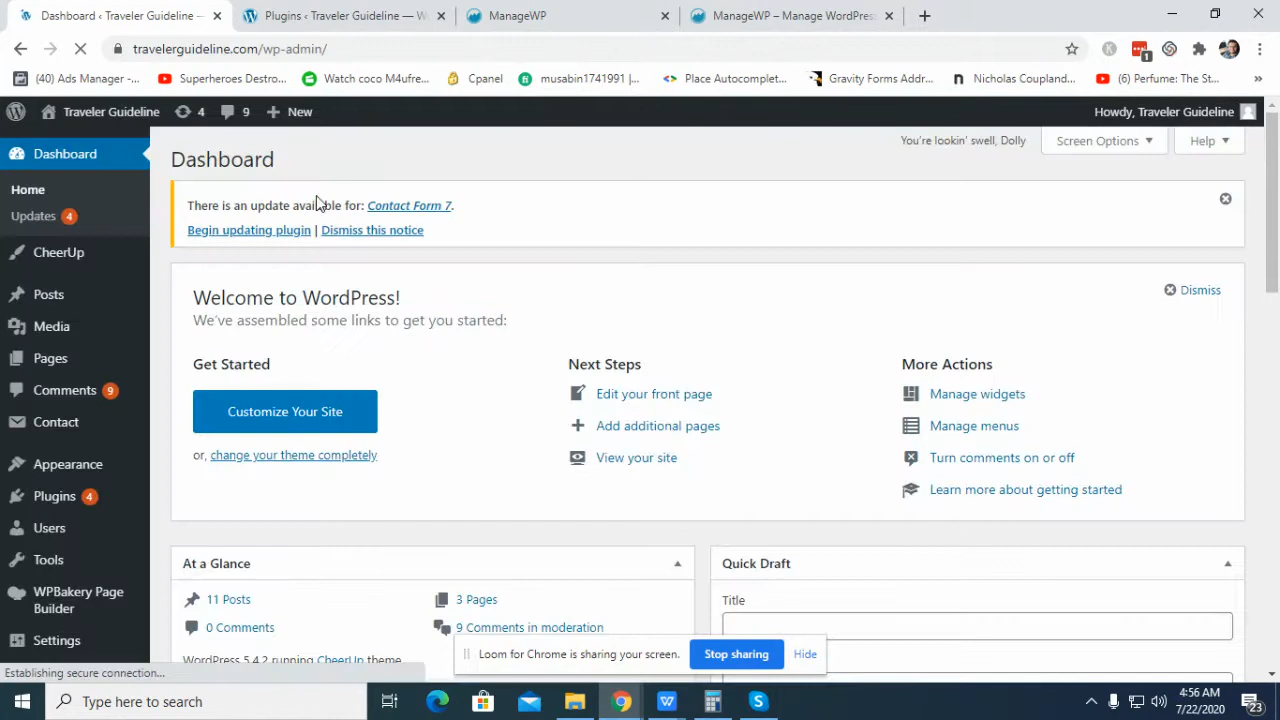 Dashboard ‹ Traveler Guideline —
Plugins ‹ Traveler Guideline — W
ManageWP
ManageWP – Manage WordPress
travelerguideline.com/wp-admin/
1
(40) Ads Manager -...
Superheroes Destro...
Watch coco M4ufre...
Cpanel
musabin1741991 |...
Place Autocomplet...
Gravity Forms Addr...
Nicholas Coupland...
(6) Perfume: The St...
»
Traveler Guideline
4
9
New
Howdy, Traveler Guideline
Dashboard
Home
Updates 4
CheerUp
Posts
Media
Pages
Comments 9
Contact
Appearance
Plugins 4
Users
Tools
WPBakery Page
Builder
Settings
You're lookin' swell, Dolly
Screen Options
Help
Dashboard
There is an update available for: Contact Form 7.
Begin updating plugin | Dismiss this notice
Welcome to WordPress!
Dismiss
We've assembled some links to get you started:
Get Started
Customize Your Site
or, change your theme completely
Next Steps
Edit your front page
Add additional pages
View your site
More Actions
Manage widgets
Manage menus
Turn comments on or off
Learn more about getting started
At a Glance
11 Posts
3 Pages
0 Comments
9 Comments in moderation
WordPress 5.4.2 running CheerUp theme
Quick Draft
Title
Loom for Chrome is sharing your screen.
Stop sharing
Hide
Establishing secure connection...
Type here to search
4:56 AM
7/22/2020
23